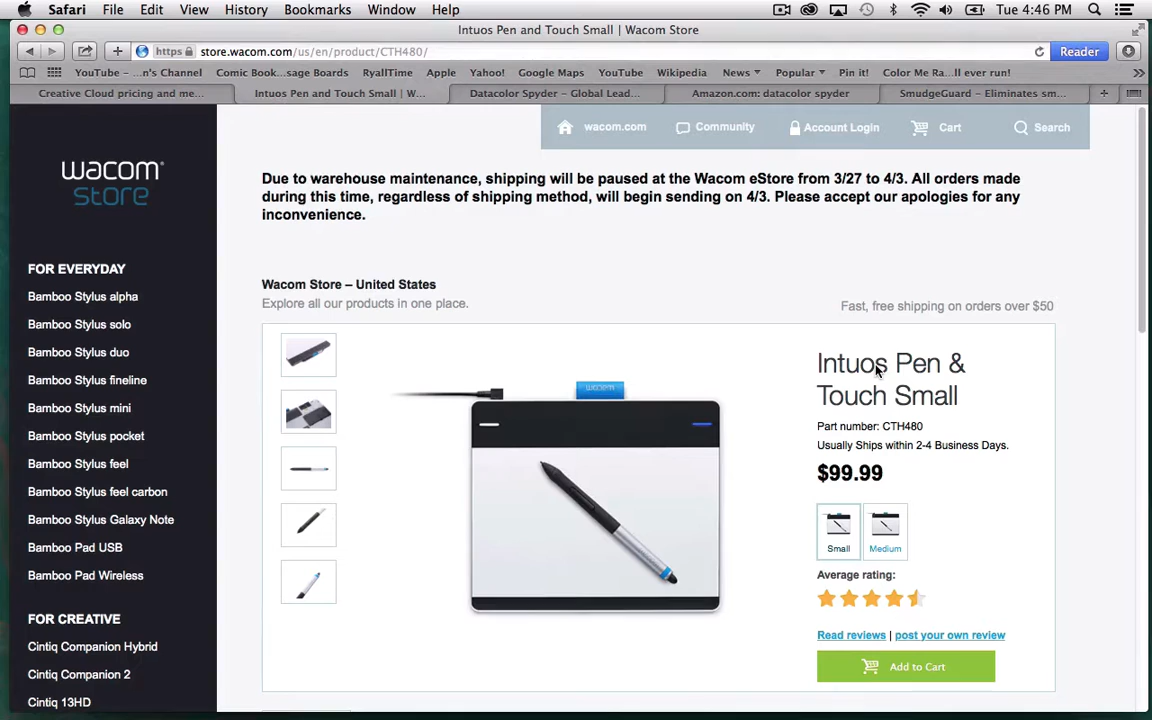 Safari File Edit View History Bookmarks Window Help Tue 4:46 PM
Intuos Pen and Touch Small | Wacom Store
https store.wacom.com/us/en/product/CTH480/ Reader
YouTube - ...n's Channel Comic Book...sage Boards RyallTime Apple Yahoo! Google Maps YouTube Wikipedia News Popular Pin it! Color Me Ra...ll ever run!
Creative Cloud pricing and me... Intuos Pen and Touch Small | W... Datacolor Spyder – Global Lead... Amazon.com: datacolor spyder SmudgeGuard – Eliminates sm...
wacom.com Community Account Login Cart Search
wacom
store
Due to warehouse maintenance, shipping will be paused at the Wacom eStore from 3/27 to 4/3. All orders made
during this time, regardless of shipping method, will begin sending on 4/3. Please accept our apologies for any
inconvenience.
FOR EVERYDAY
Bamboo Stylus alpha
Bamboo Stylus solo
Bamboo Stylus duo
Bamboo Stylus fineline
Bamboo Stylus mini
Bamboo Stylus pocket
Bamboo Stylus feel
Bamboo Stylus feel carbon
Bamboo Stylus Galaxy Note
Bamboo Pad USB
Bamboo Pad Wireless
FOR CREATIVE
Cintiq Companion Hybrid
Cintiq Companion 2
Cintiq 13HD
Wacom Store – United States
Explore all our products in one place.
Fast, free shipping on orders over $50
wacom
Intuos Pen &
Touch Small
Part number: CTH480
Usually Ships within 2-4 Business Days.
$99.99
Small Medium
Average rating:
Read reviews | post your own review
Add to Cart